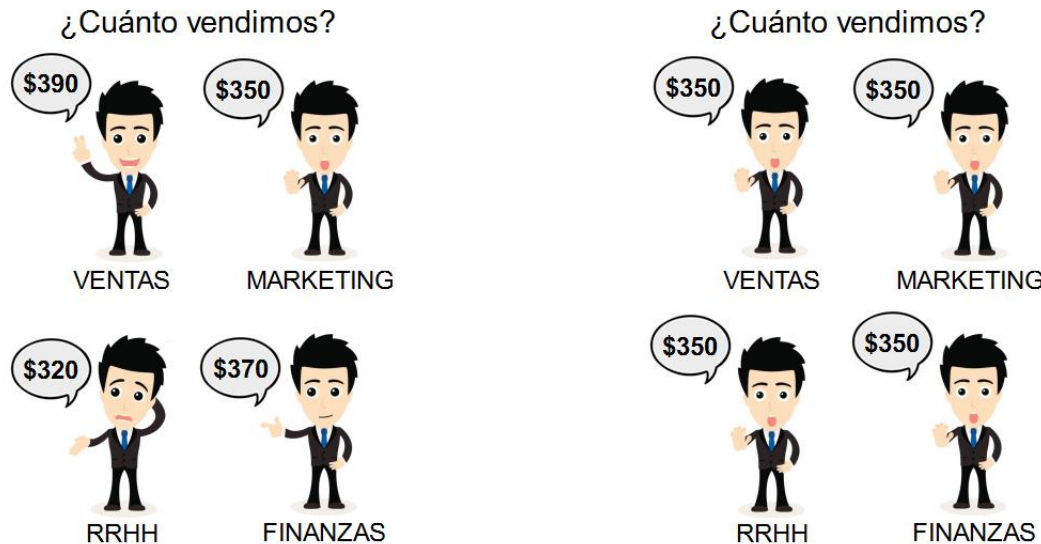 ¿Cuánto vendimos?
$390
$350
VENTAS
MARKETING
$320
$370
RRHH
FINANZAS
¿Cuánto vendimos?
$350
$350
VENTAS
MARKETING
$350
$350
RRHH
FINANZAS